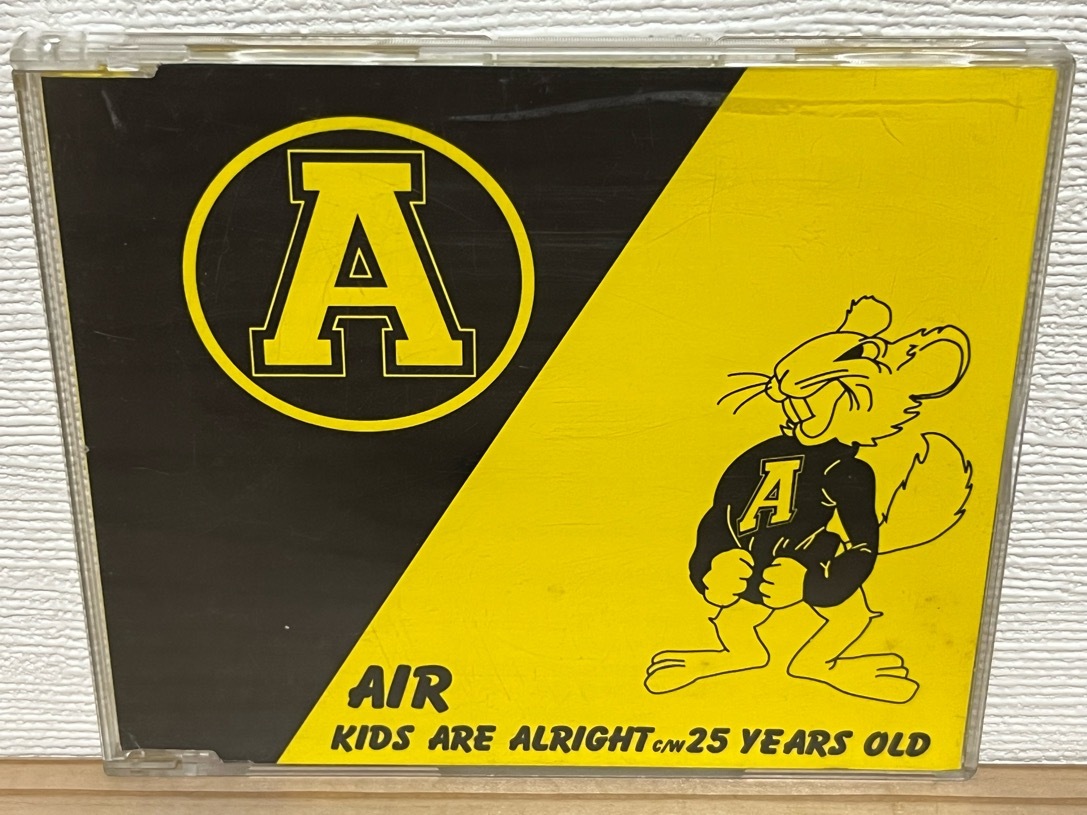 A
A
AIR
KIDS ARE ALRIGHT C/W 25 YEARS OLD